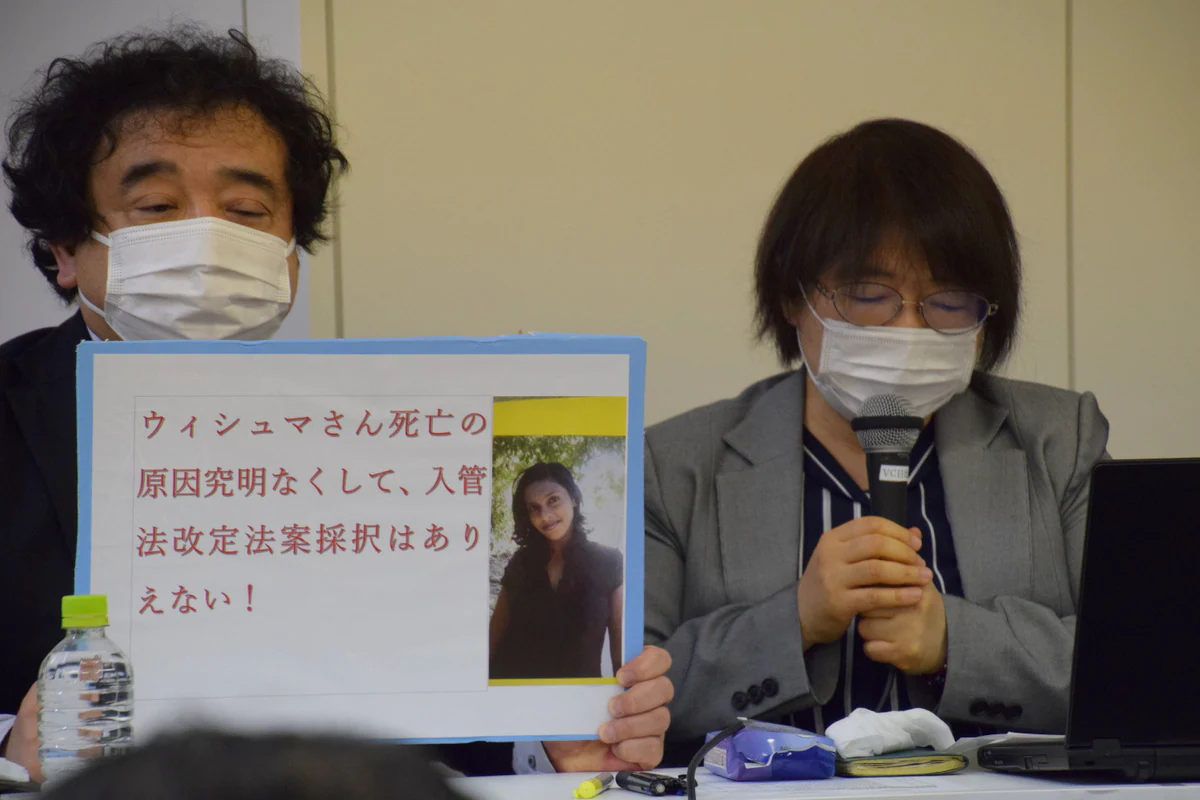 ウィシュマさん死亡の
原因究明なくして、入管
法改定法案採択はあり
えない！